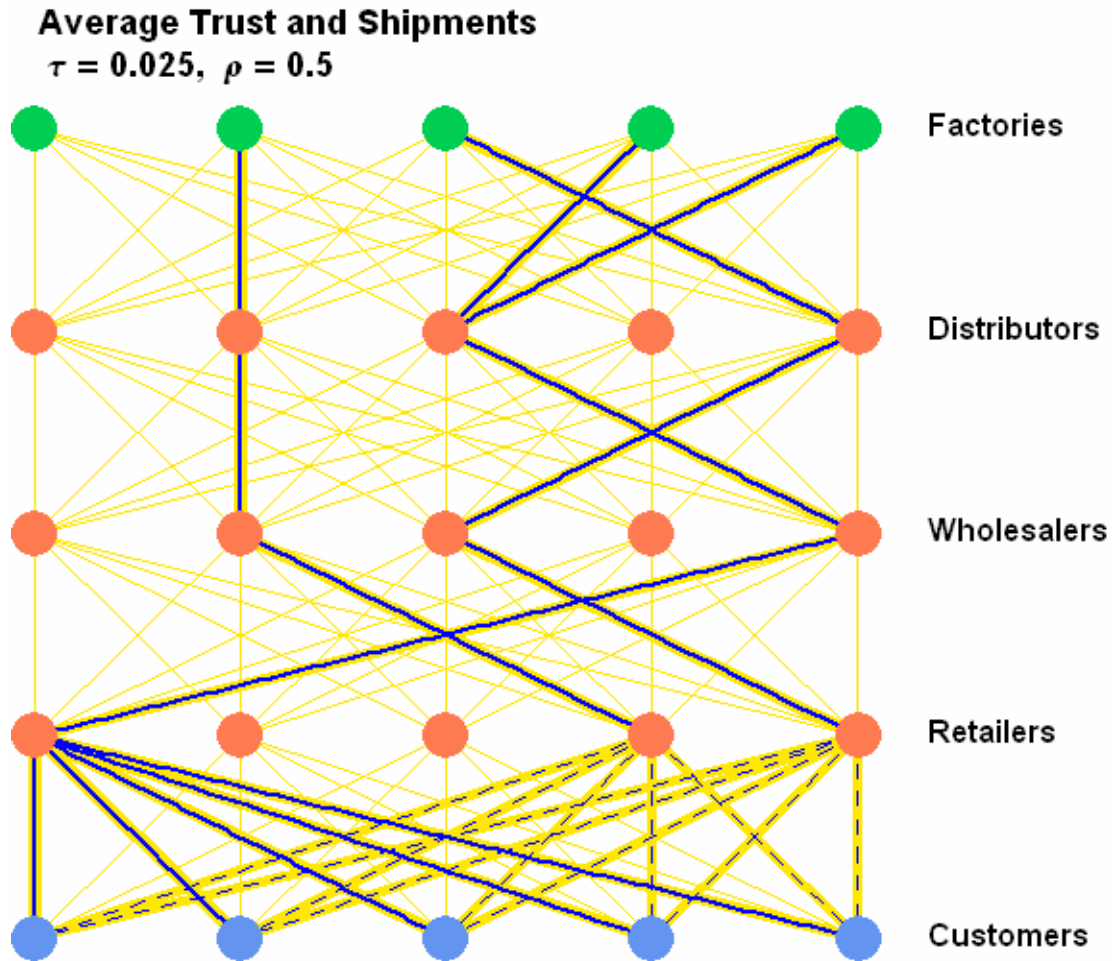 Average Trust and Shipments
τ = 0.025, ρ = 0.5
Factories
Distributors
Wholesalers
Retailers
Customers